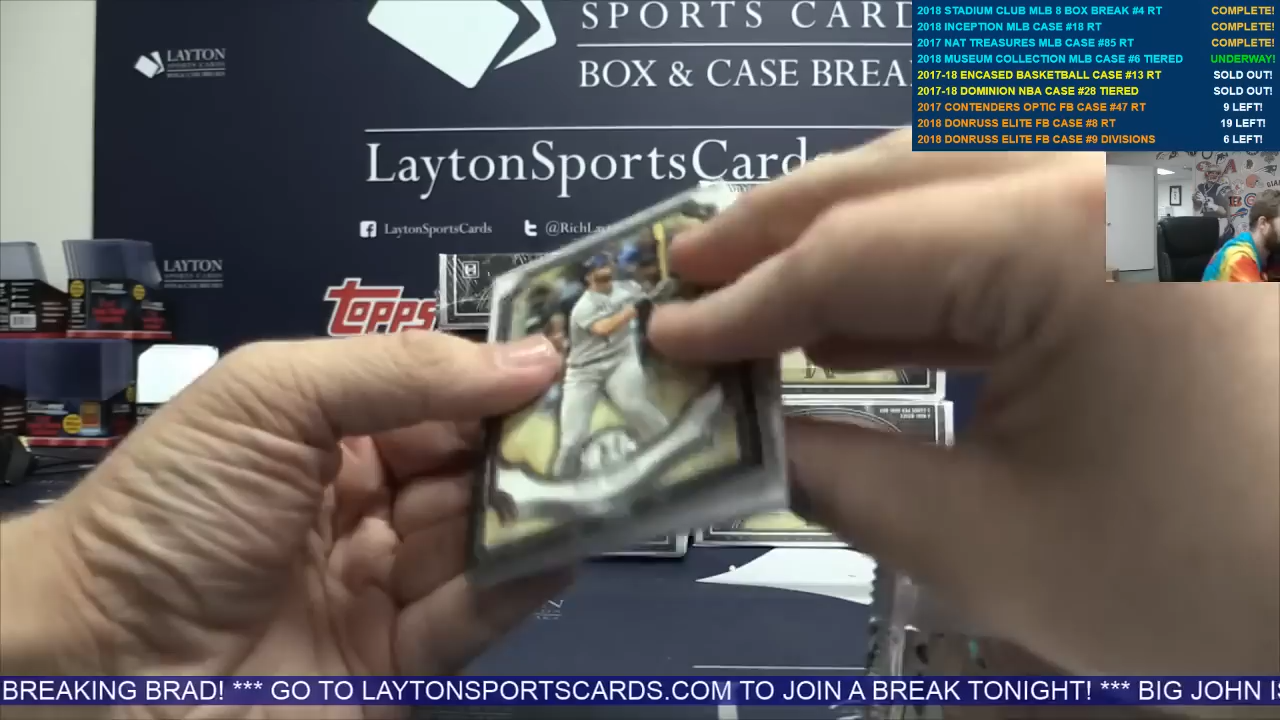 SPORTS CARD
BOX & CASE BREA
LaytonSportsCards
LaytonSportsCards
@RichLay
LAYTON
SPORTS CARDS
LAYTON
SPORTS CARDS
TOPPS
2018 STADIUM CLUB MLB 8 BOX BREAK #4 RT COMPLETE!
2018 INCEPTION MLB CASE #18 RT COMPLETE!
2017 NAT TREASURES MLB CASE #85 RT COMPLETE!
2018 MUSEUM COLLECTION MLB CASE #6 TIERED UNDERWAY!
2017-18 ENCASED BASKETBALL CASE #13 RT SOLD OUT!
2017-18 DOMINION NBA CASE #28 TIERED SOLD OUT!
2017 CONTENDERS OPTIC FB CASE #47 RT 9 LEFT!
2018 DONRUSS ELITE FB CASE #8 RT 19 LEFT!
2018 DONRUSS ELITE FB CASE #9 DIVISIONS 6 LEFT!
BREAKING BRAD! *** GO TO LAYTONSPORTSCARDS.COM TO JOIN A BREAK TONIGHT! *** BIG JOHN IS